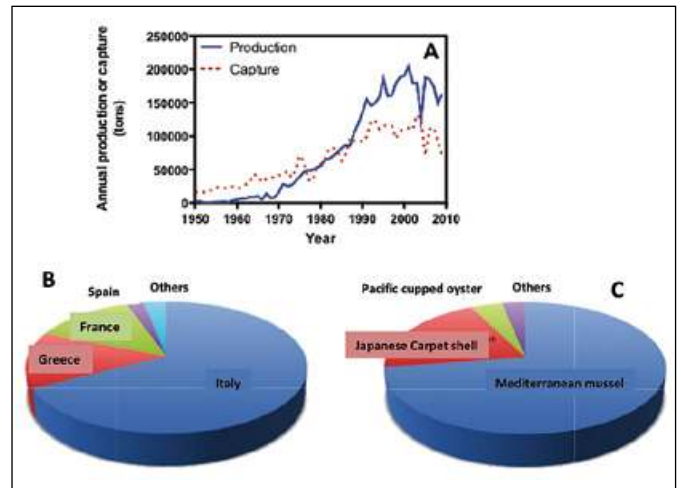 A
Annual production or capture
(tons)
250000
200000
150000
100000
50000
0
Production
Capture
1950 1960 1970 1980 1990 2000 2010
Year
B
Spain
Others
France
Greece
Italy
C
Pacific cupped oyster
Others
Japanese Carpet shell
Mediterranean mussel